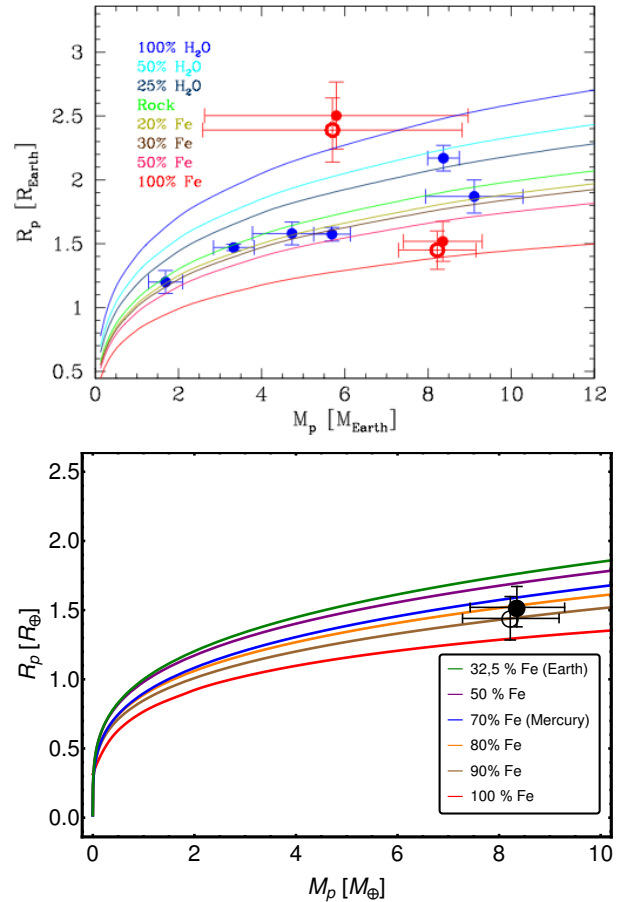 3
2.5
2
1.5
1
0.5
R_p [R_Earth]
100% H₂O
50% H₂O
25% H₂O
Rock
20% Fe
30% Fe
50% Fe
100% Fe
0 2 4 6 8 10 12
M_p [M_Earth]
2.5
2.0
1.5
1.0
0.5
0.0
R_p [R_⊕]
32,5 % Fe (Earth)
50 % Fe
70% Fe (Mercury)
80% Fe
90% Fe
100 % Fe
0 2 4 6 8 10
M_p [M_⊕]